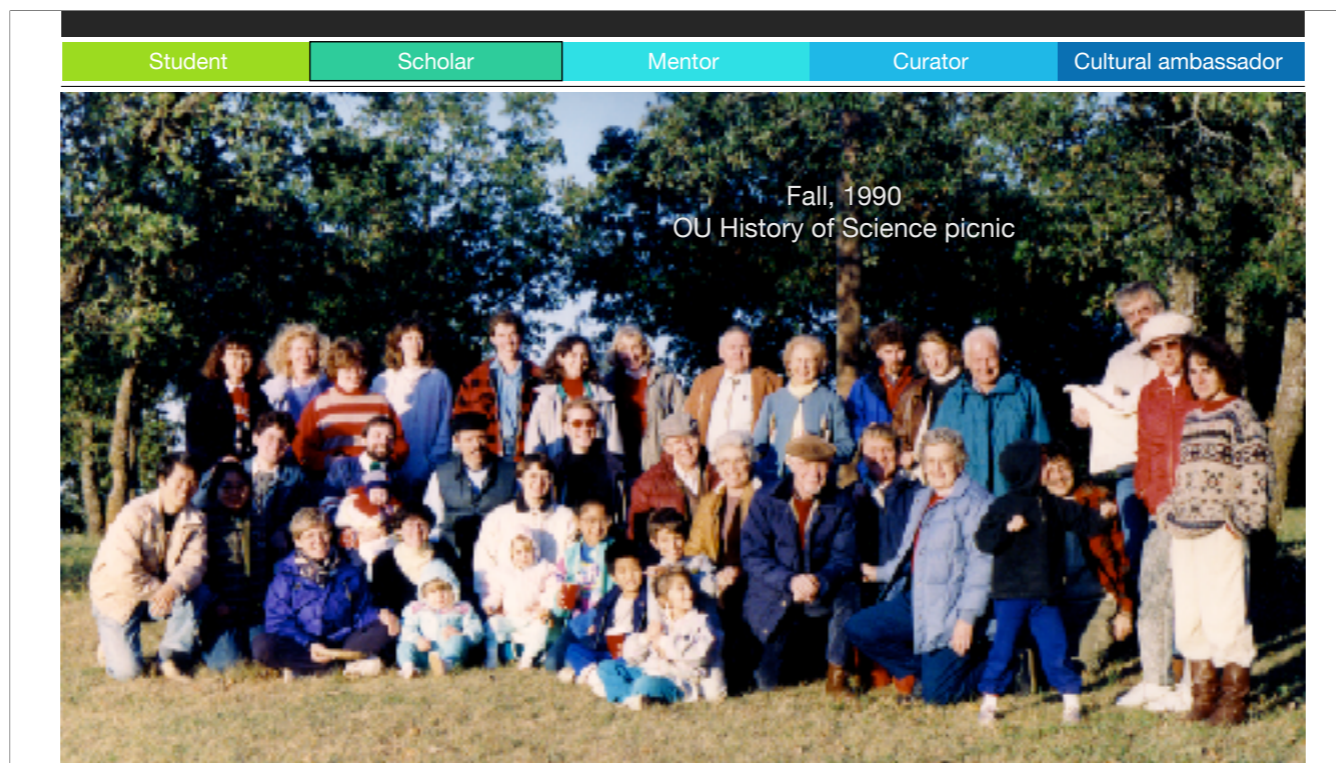 Student
Scholar
Mentor
Curator
Cultural ambassador
Fall, 1990
OU History of Science picnic